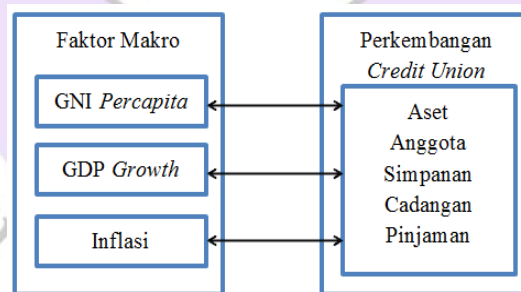 Faktor Makro
GNI Percapita
GDP Growth
Inflasi
Perkembangan
Credit Union
Aset
Anggota
Simpanan
Cadangan
Pinjaman